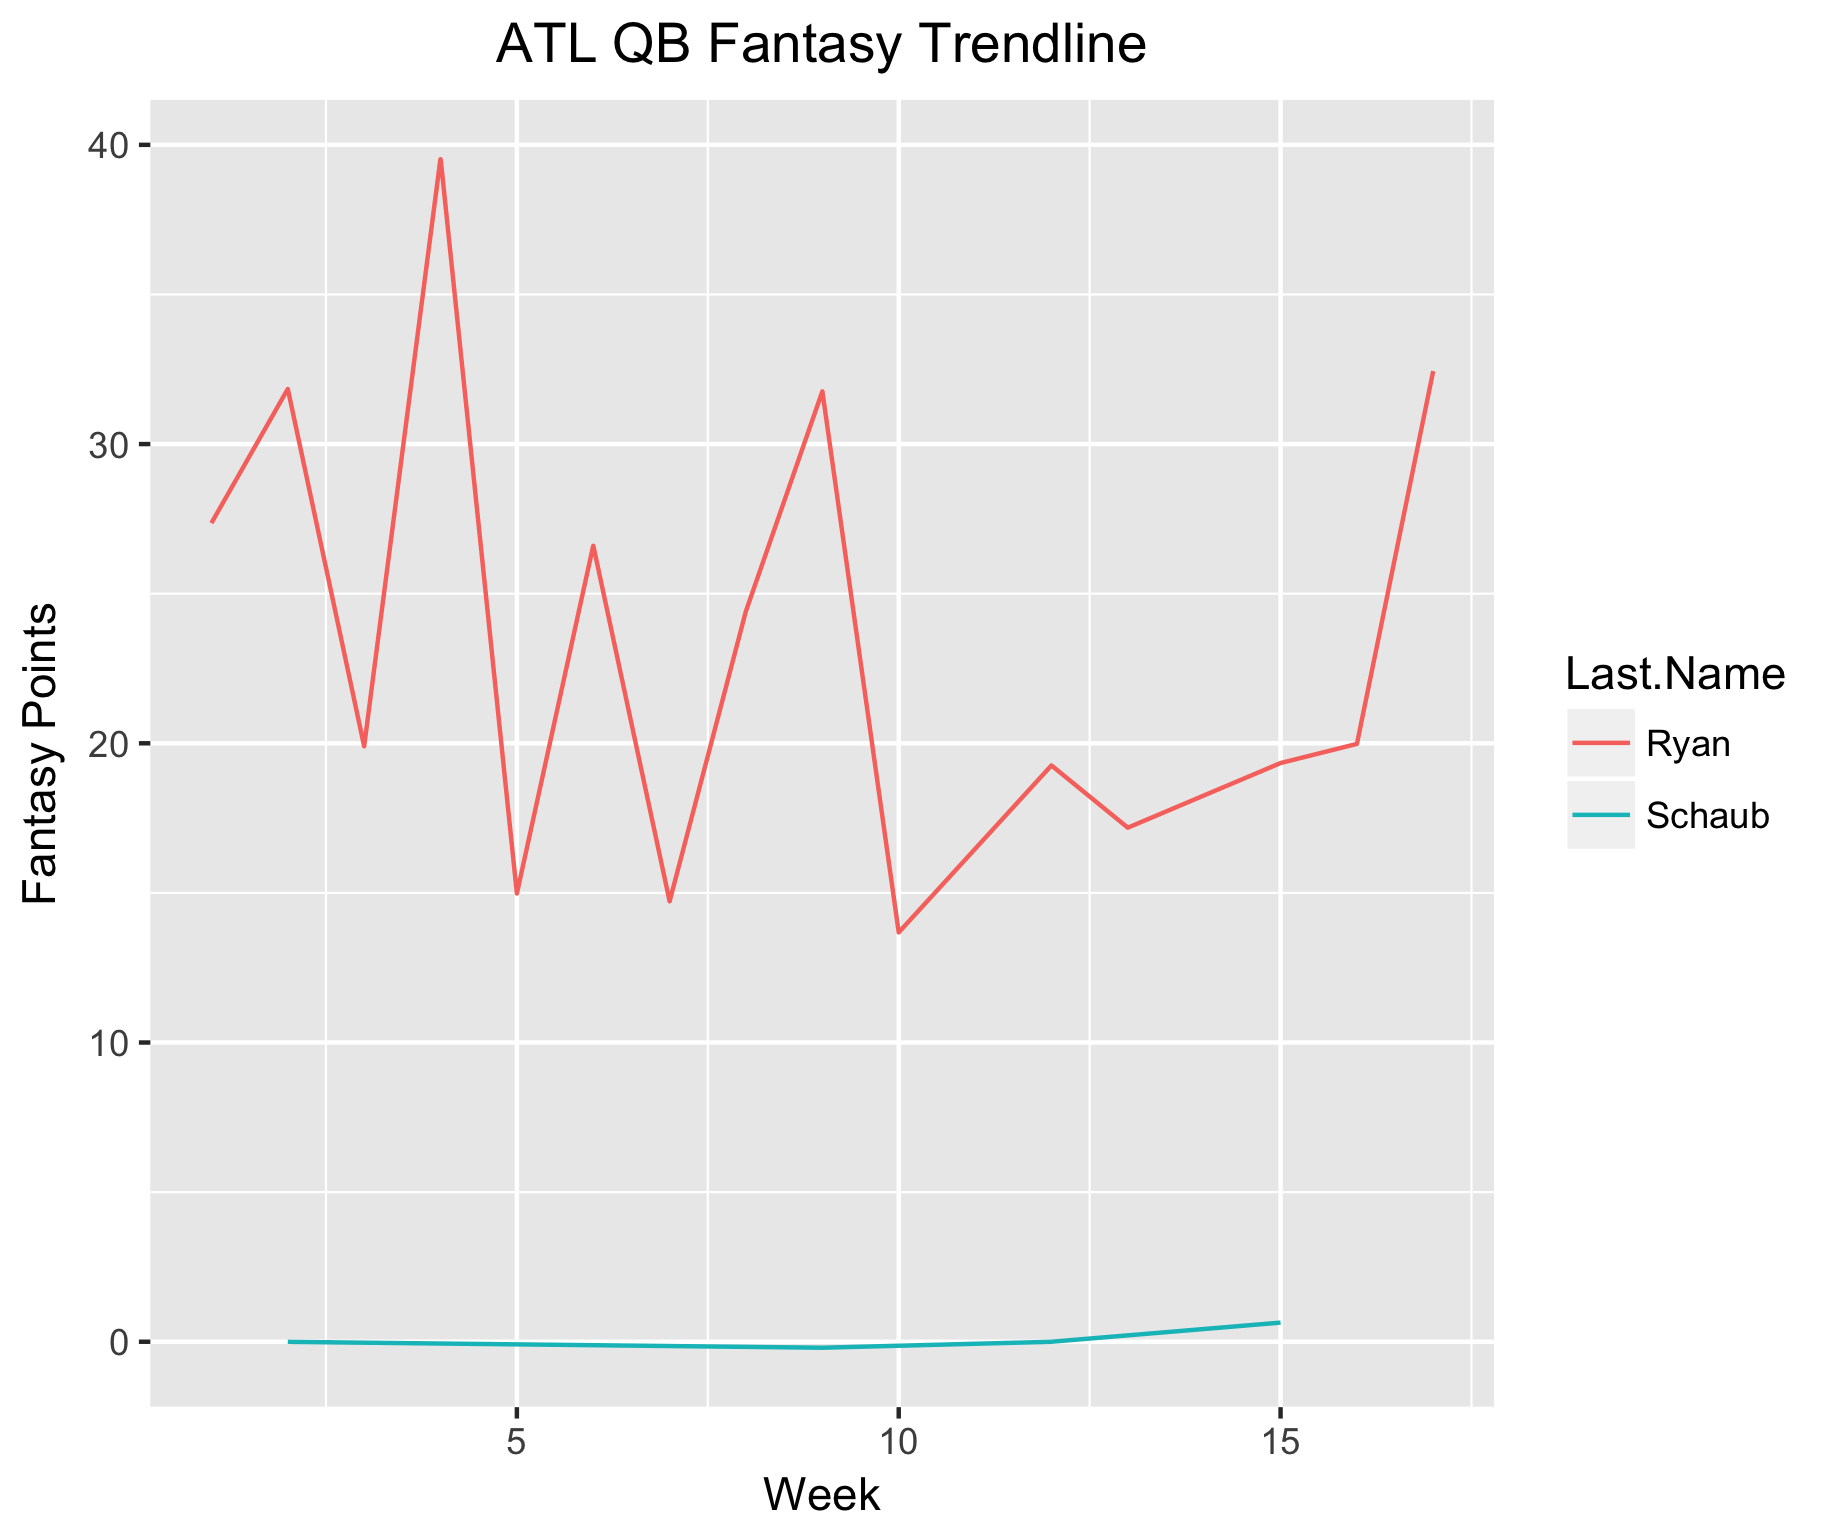 ATL QB Fantasy Trendline
Fantasy Points
40
30
20
10
0
5 10 15
Week
Last.Name
Ryan
Schaub